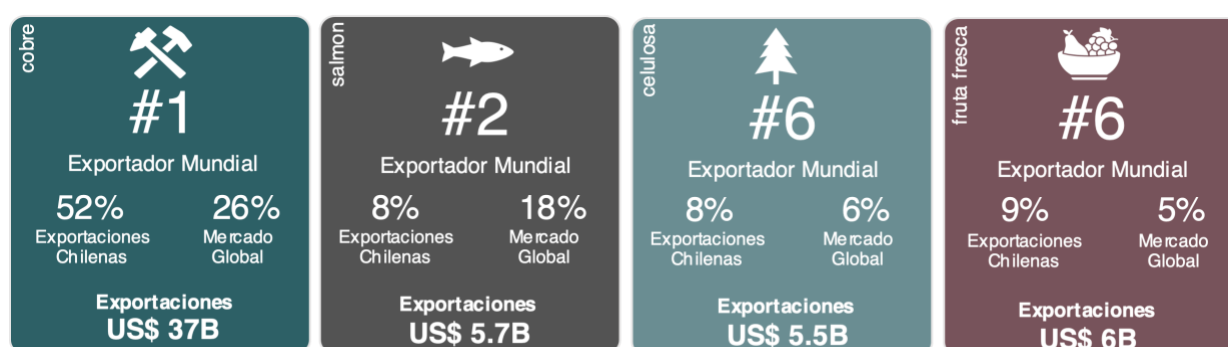 cobre
#1
Exportador Mundial
52%
26%
Exportaciones
Chilenas
Mercado
Global
Exportaciones
US$ 37B
salmon
#2
Exportador Mundial
8%
18%
Exportaciones
Chilenas
Mercado
Global
Exportaciones
US$ 5.7B
celulosa
#6
Exportador Mundial
8%
6%
Exportaciones
Chilenas
Mercado
Global
Exportaciones
US$ 5.5B
fruta fresca
#6
Exportador Mundial
9%
5%
Exportaciones
Chilenas
Mercado
Global
Exportaciones
US$ 6B